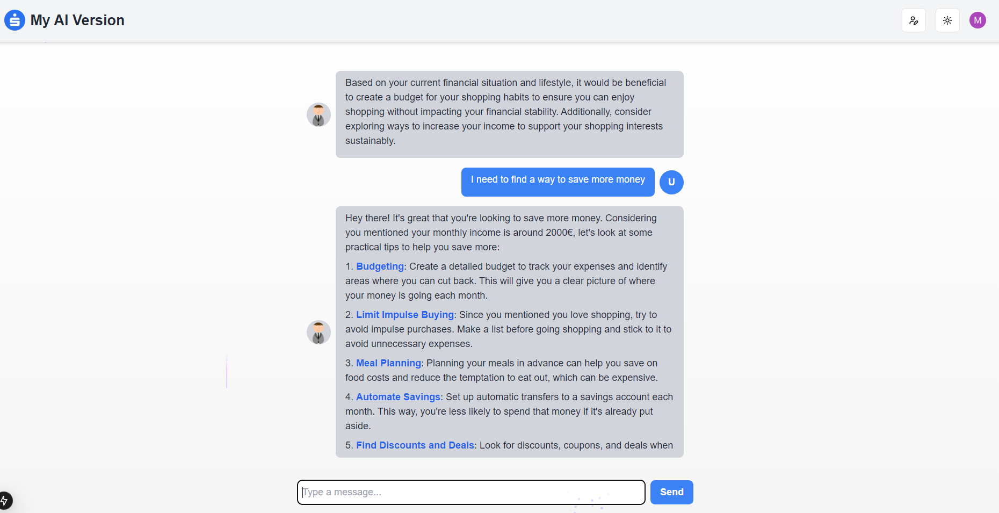 My AI Version
M
Based on your current financial situation and lifestyle, it would be beneficial
to create a budget for your shopping habits to ensure you can enjoy
shopping without impacting your financial stability. Additionally, consider
exploring ways to increase your income to support your shopping interests
sustainably.
I need to find a way to save more money
U
Hey there! It's great that you're looking to save more money. Considering
you mentioned your monthly income is around 2000€, let's look at some
practical tips to help you save more:
1. Budgeting: Create a detailed budget to track your expenses and identify
areas where you can cut back. This will give you a clear picture of where
your money is going each month.
2. Limit Impulse Buying: Since you mentioned you love shopping, try to
avoid impulse purchases. Make a list before going shopping and stick to it to
avoid unnecessary expenses.
3. Meal Planning: Planning your meals in advance can help you save on
food costs and reduce the temptation to eat out, which can be expensive.
4. Automate Savings: Set up automatic transfers to a savings account each
month. This way, you're less likely to spend that money if it's already put
aside.
5. Find Discounts and Deals: Look for discounts, coupons, and deals when
Type a message...
Send